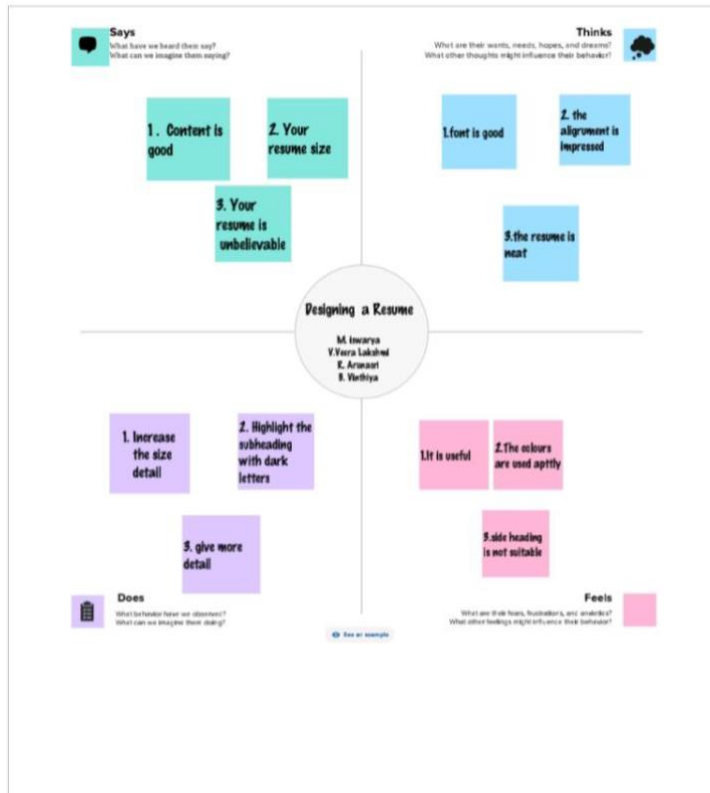 Says
What have we heard them say?
What can we imagine them saying?
1. Content is
good
2. Your
resume size
3. Your
resume is
unbelievable
Thinks
What are their wants, needs, hopes, and dreams?
What other thoughts might influence their behavior?
1.font is good
2. the
alignment is
impressed
3.the resume is
neat
Designing a Resume
V.Veera Lakshmi
B. Vinthiya
1. Increase
the size
detail
2. Highlight the
subheading
with dark
letters
3. give more
detail
Does
What behavior have we observed?
What can we imagine them doing?
1.It is useful
2.The colours
are used apttly
3.side heading
is not suitable
Feels
What are their fears, frustrations, and anxieties?
What other feelings might influence their behavior?
See an example